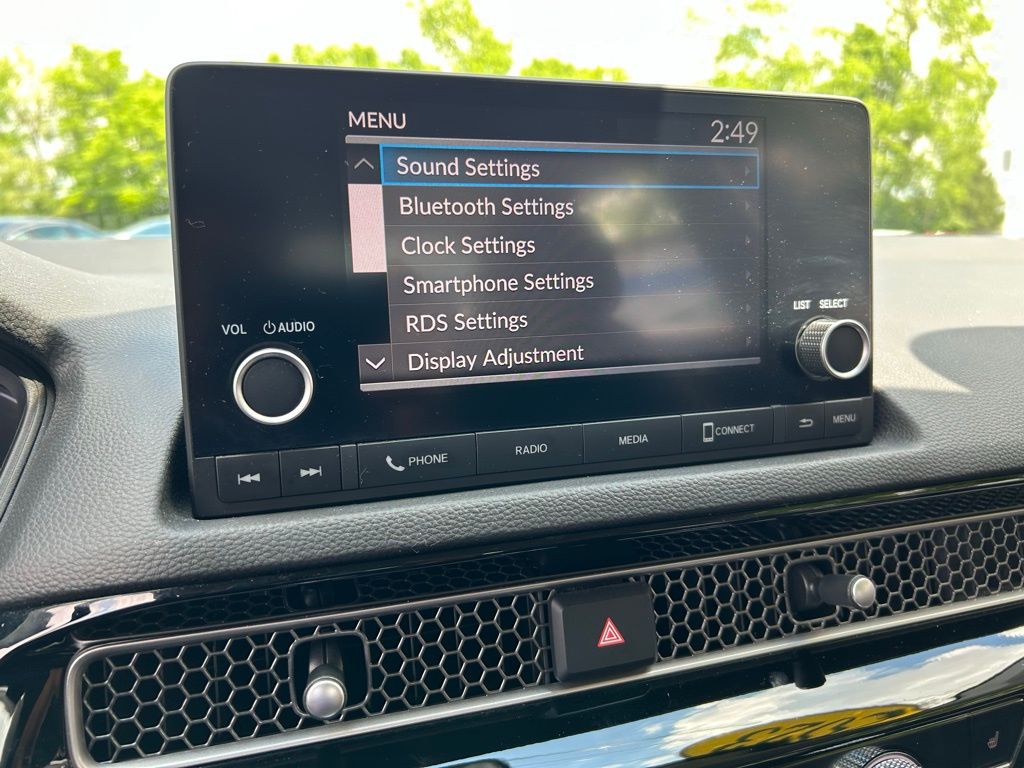 MENU
2:49
Sound Settings
Bluetooth Settings
Clock Settings
Smartphone Settings
RDS Settings
Display Adjustment
VOL AUDIO
LIST SELECT
PHONE
RADIO
MEDIA
CONNECT
MENU